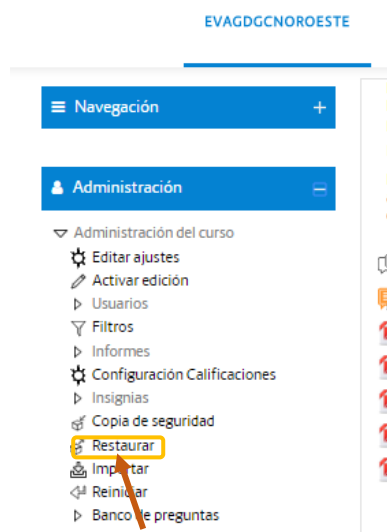 EVAGDGCNOROESTE
Navegación
Administración
Administración del curso
Editar ajustes
Activar edición
Usuarios
Filtros
Informes
Configuración Calificaciones
Insignias
Copia de seguridad
Restaurar
Importar
Reiniciar
Banco de preguntas